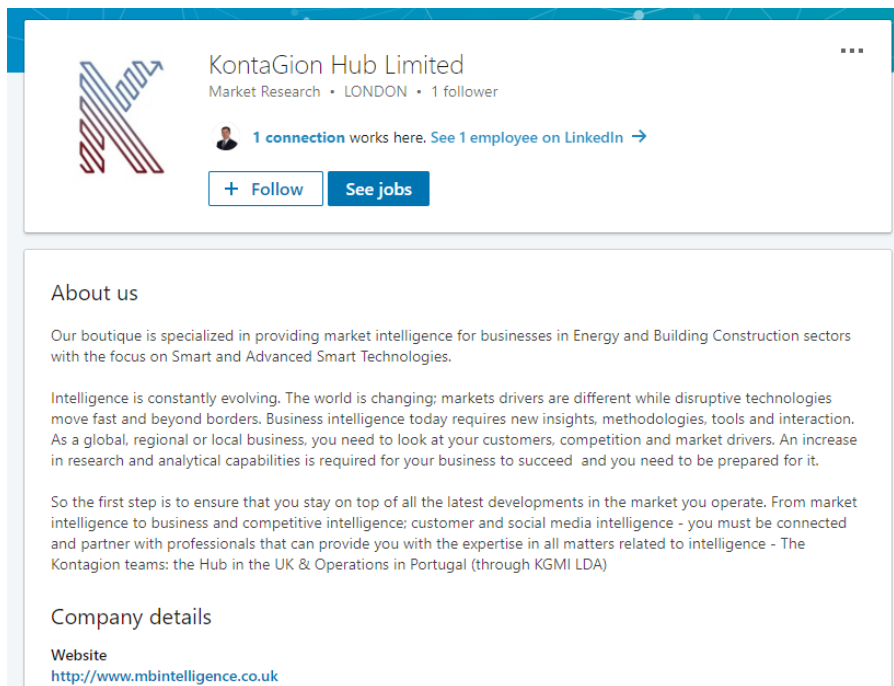 KontaGion Hub Limited
Market Research • LONDON • 1 follower
1 connection works here. See 1 employee on LinkedIn →
+ Follow
See jobs
About us
Our boutique is specialized in providing market intelligence for businesses in Energy and Building Construction sectors
with the focus on Smart and Advanced Smart Technologies.
Intelligence is constantly evolving. The world is changing; markets drivers are different while disruptive technologies
move fast and beyond borders. Business intelligence today requires new insights, methodologies, tools and interaction.
As a global, regional or local business, you need to look at your customers, competition and market drivers. An increase
in research and analytical capabilities is required for your business to succeed  and you need to be prepared for it.
So the first step is to ensure that you stay on top of all the latest developments in the market you operate. From market
intelligence to business and competitive intelligence; customer and social media intelligence - you must be connected
and partner with professionals that can provide you with the expertise in all matters related to intelligence - The
Kontagion teams: the Hub in the UK & Operations in Portugal (through KGMI LDA)
Company details
Website
http://www.mbintelligence.co.uk